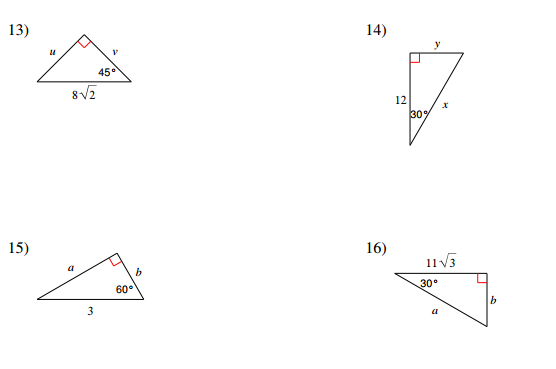 13)
u
v
45°
8√2
14)
y
12
x
30°
15)
a
b
60°
3
16)
11√3
30°
a
b